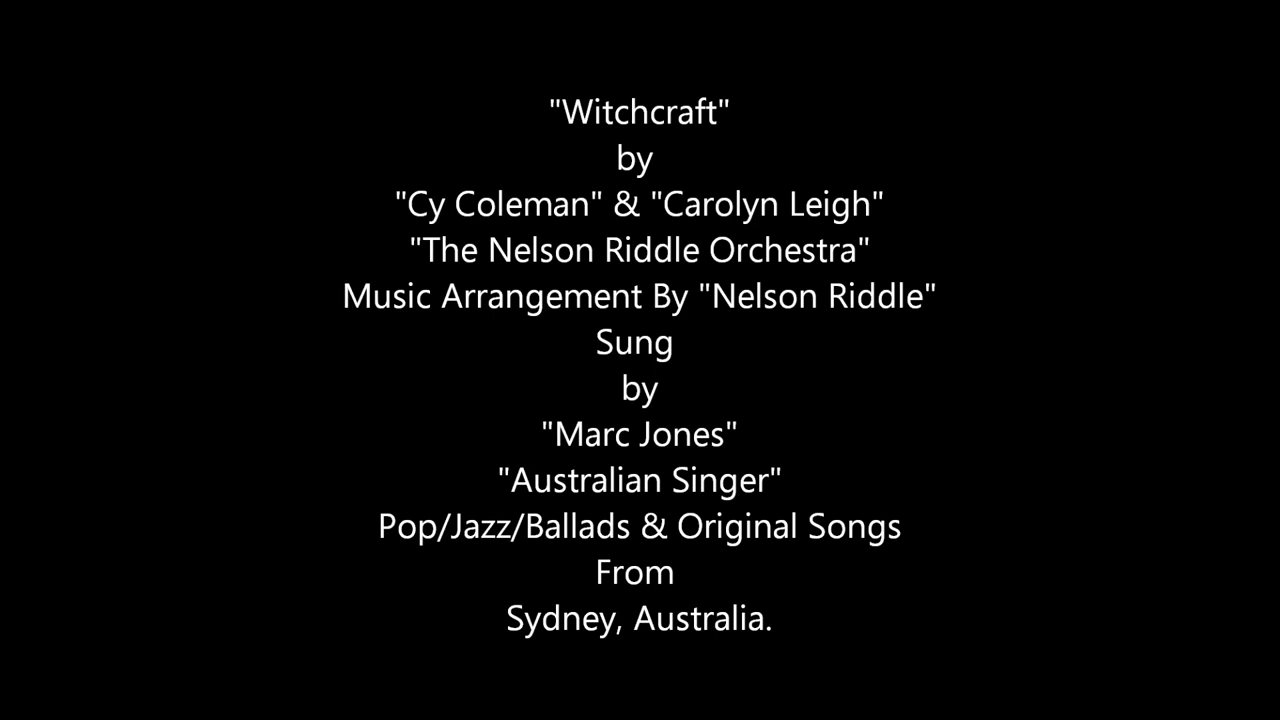 "Witchcraft"
by
"Cy Coleman" & "Carolyn Leigh"
"The Nelson Riddle Orchestra"
Music Arrangement By "Nelson Riddle"
Sung
by
"Marc Jones"
"Australian Singer"
Pop/Jazz/Ballads & Original Songs
From
Sydney, Australia.